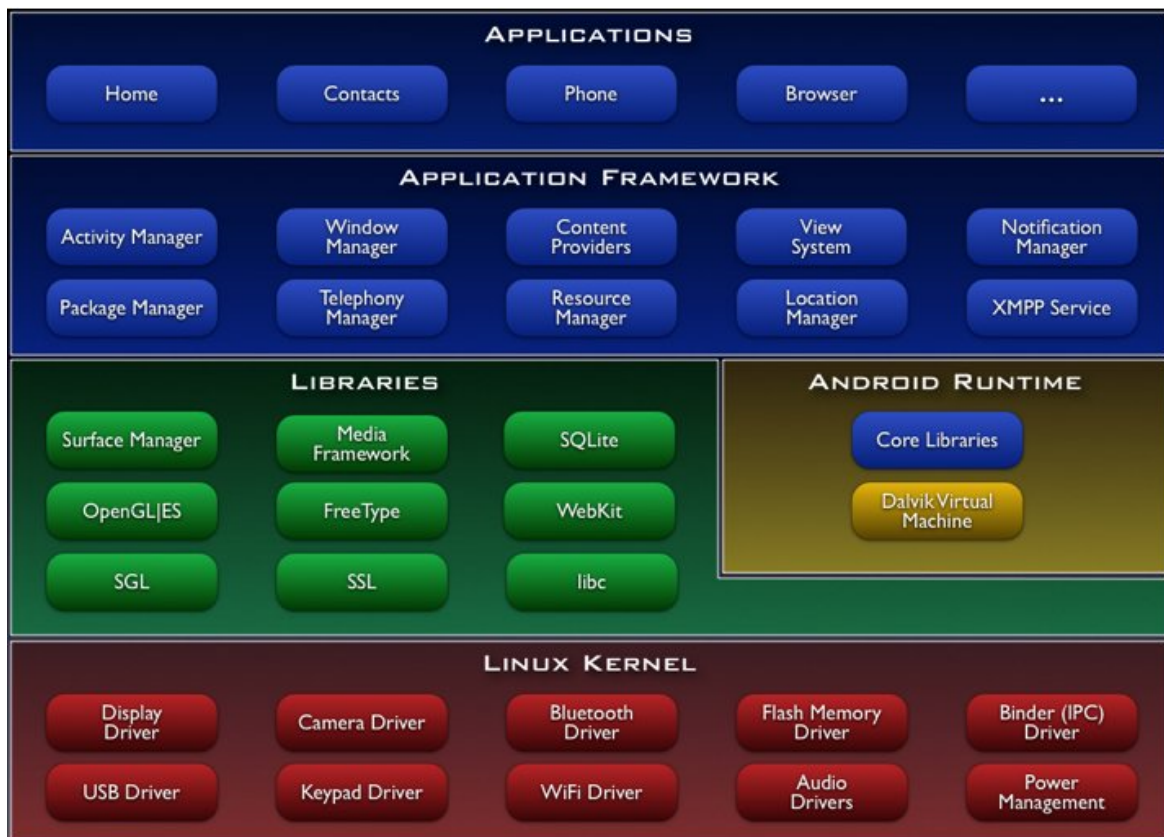 APPLICATIONS
Home
Contacts
Phone
Browser
...
APPLICATION FRAMEWORK
Activity Manager
Window
Manager
Content
Providers
View
System
Notification
Manager
Package Manager
Telephony
Manager
Resource
Manager
Location
Manager
XMPP Service
LIBRARIES
Surface Manager
Media
Framework
SQLite
OpenGL|ES
FreeType
WebKit
SGL
SSL
libc
ANDROID RUNTIME
Core Libraries
Dalvik Virtual
Machine
LINUX KERNEL
Display
Driver
Camera Driver
Bluetooth
Driver
Flash Memory
Driver
Binder (IPC)
Driver
USB Driver
Keypad Driver
WiFi Driver
Audio
Drivers
Power
Management